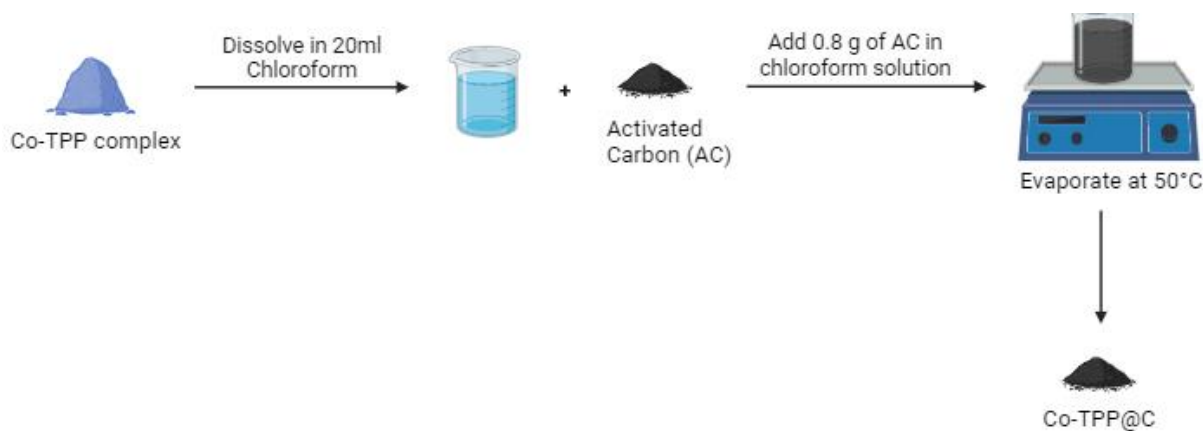 Dissolve in 20ml
Chloroform
Co-TPP complex
+
Activated
Carbon (AC)
Add 0.8 g of AC in
chloroform solution
Evaporate at 50°C
Co-TPP@C